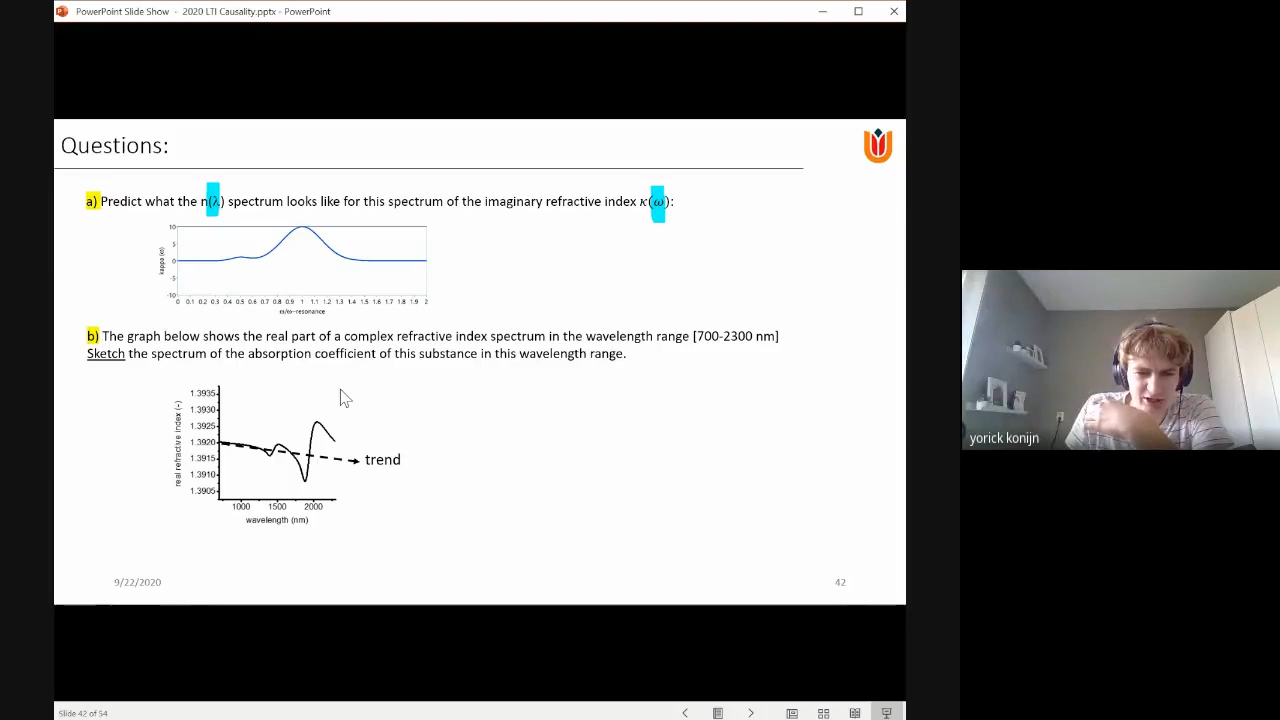 PowerPoint Slide Show - 2020 LTI Causality.pptx - PowerPoint
Questions:
a) Predict what the n(λ) spectrum looks like for this spectrum of the imaginary refractive index κ(ω):
kappa (ω)
10
5
0
-5
-10
0 0.1 0.2 0.3 0.4 0.5 0.6 0.7 0.8 0.9 1 1.1 1.2 1.3 1.4 1.5 1.6 1.7 1.8 1.9 2
ω/ω-resonance
b) The graph below shows the real part of a complex refractive index spectrum in the wavelength range [700-2300 nm]
Sketch the spectrum of the absorption coefficient of this substance in this wavelength range.
real refractive index (-)
1.3935
1.3930
1.3925
1.3920
1.3915
1.3910
1.3905
trend
1000 1500 2000
wavelength (nm)
yorick konijn
9/22/2020 42
Slide 42 of 54